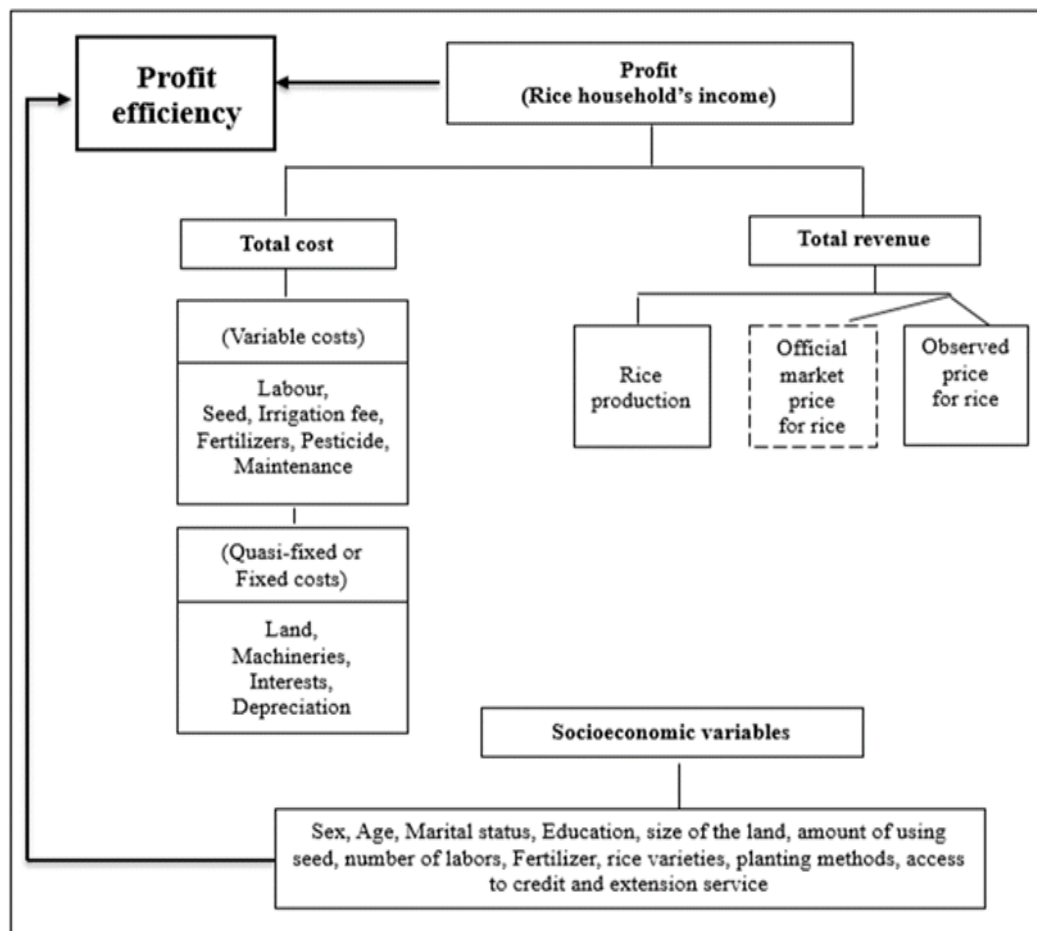 Profit
efficiency
Profit
(Rice household's income)
Total cost
Total revenue
(Variable costs)
Labour,
Seed, Irrigation fee,
Fertilizers, Pesticide,
Maintenance
Rice
production
Official
market
price
for rice
Observed
price
for rice
(Quasi-fixed or
Fixed costs)
Land,
Machineries,
Interests,
Depreciation
Socioeconomic variables
Sex, Age, Marital status, Education, size of the land, amount of using
seed, number of labors, Fertilizer, rice varieties, planting methods, access
to credit and extension service